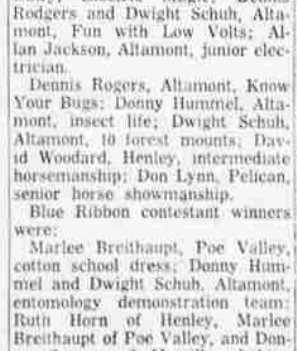 Rodgers and Dwight Schuh, Alta-
mont, Fun with Low Volts; Al-
lan Jackson, Altamont, junior elec-
trician.
Dennis Rogers, Altamont, Know
Your Bugs; Donny Hummel, Alta-
mont, insect life; Dwight Schuh,
Altamont, 10 forest mounts; Dav-
id Woodard, Henley, intermediate
horsemanship; Don Lynn, Pelican,
senior horse showmanship.
Blue Ribbon contestant winners
were:
Marlee Breithaupt, Poe Valley,
cotton school dress; Donny Hum-
mel and Dwight Schuh, Altamont,
entomology demonstration team;
Ruth Horn of Henley, Marlee
Breithaupt of Poe Valley, and Don-